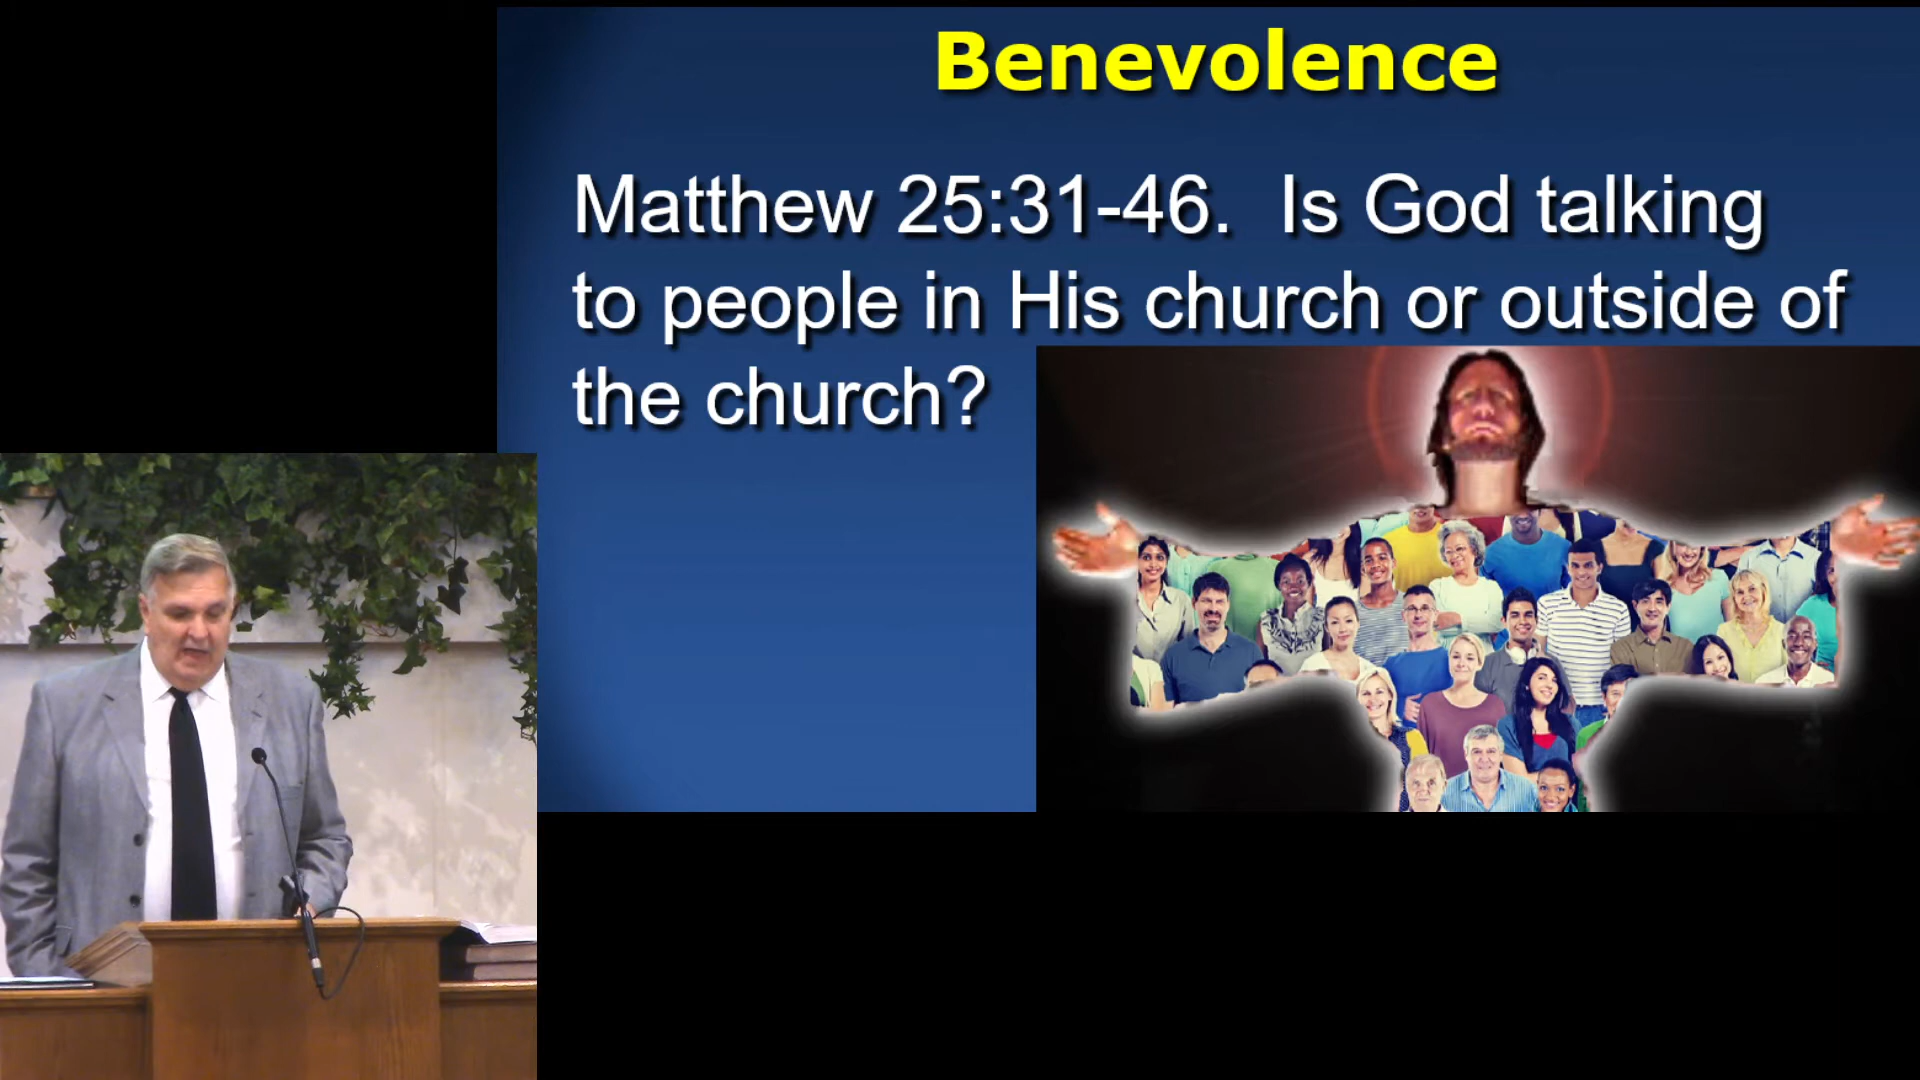 Benevolence
Matthew 25:31-46.  Is God talking
to people in His church or outside of
the church?